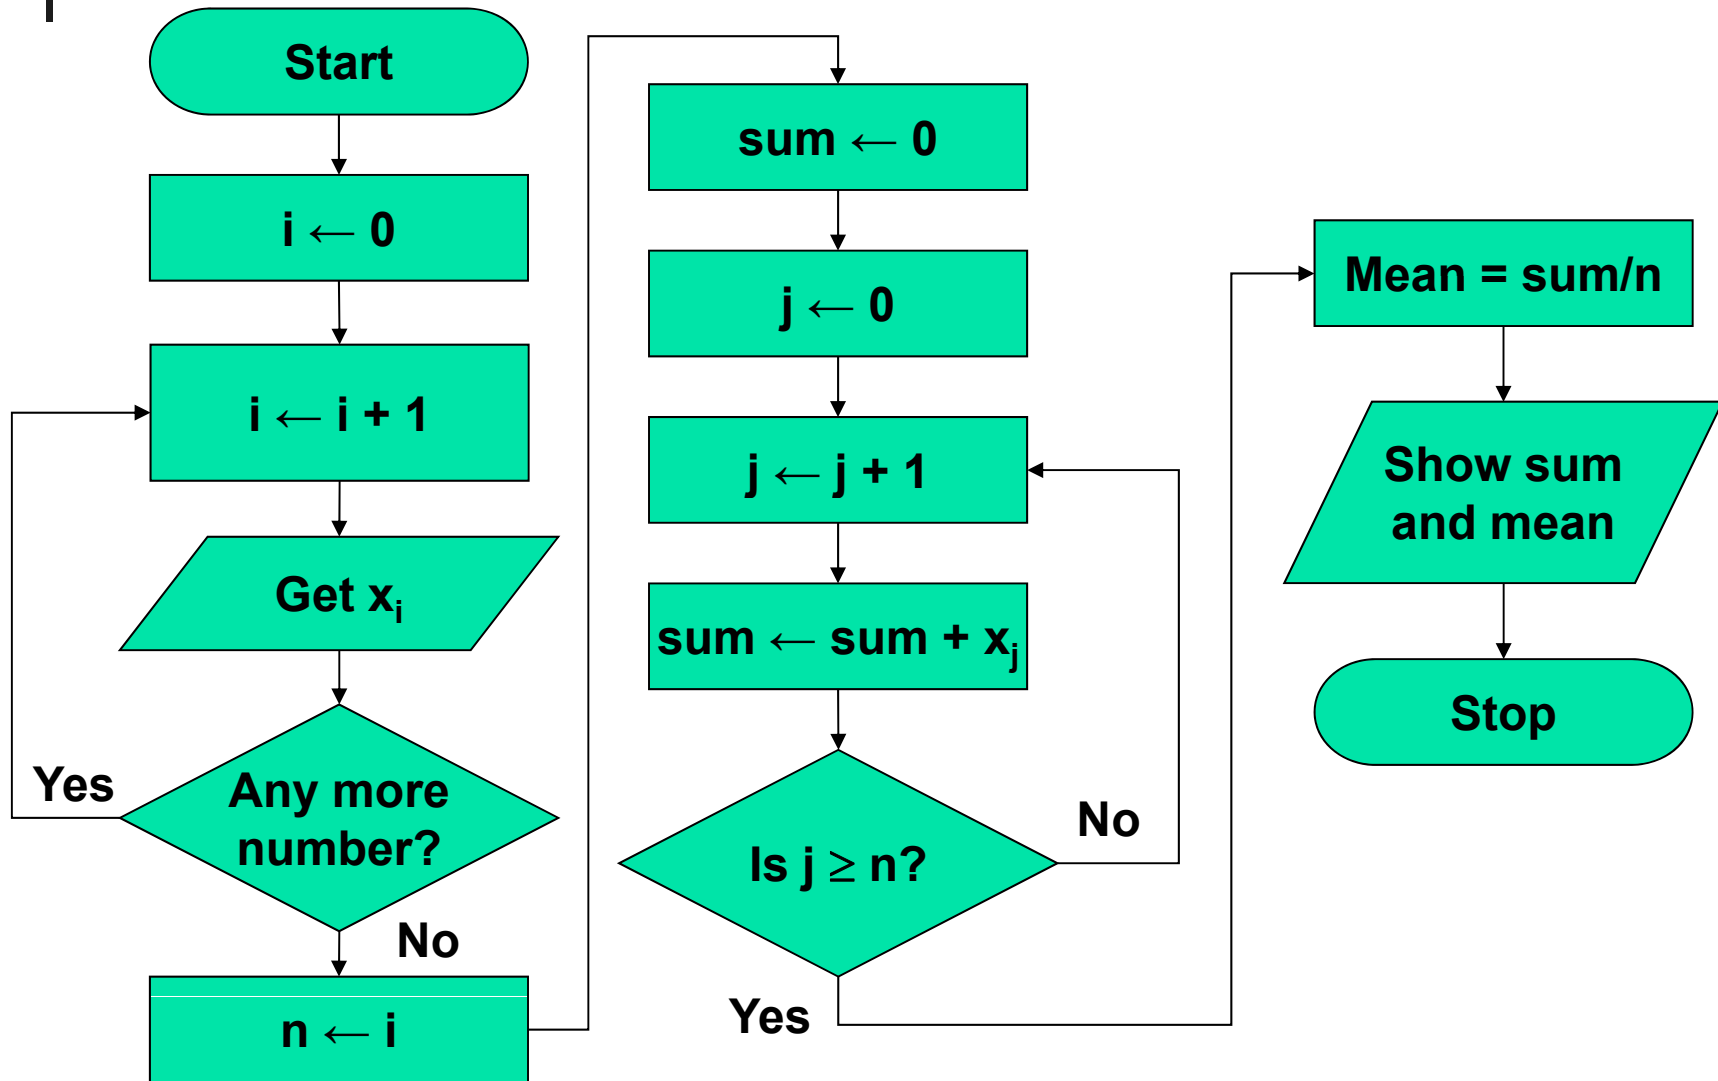 Start
i ← 0
i ← i + 1
Get xᵢ
Any more
number?
Yes
No
n ← i
sum ← 0
j ← 0
j ← j + 1
sum ← sum + xⱼ
Is j ≥ n?
No
Yes
Mean = sum/n
Show sum
and mean
Stop